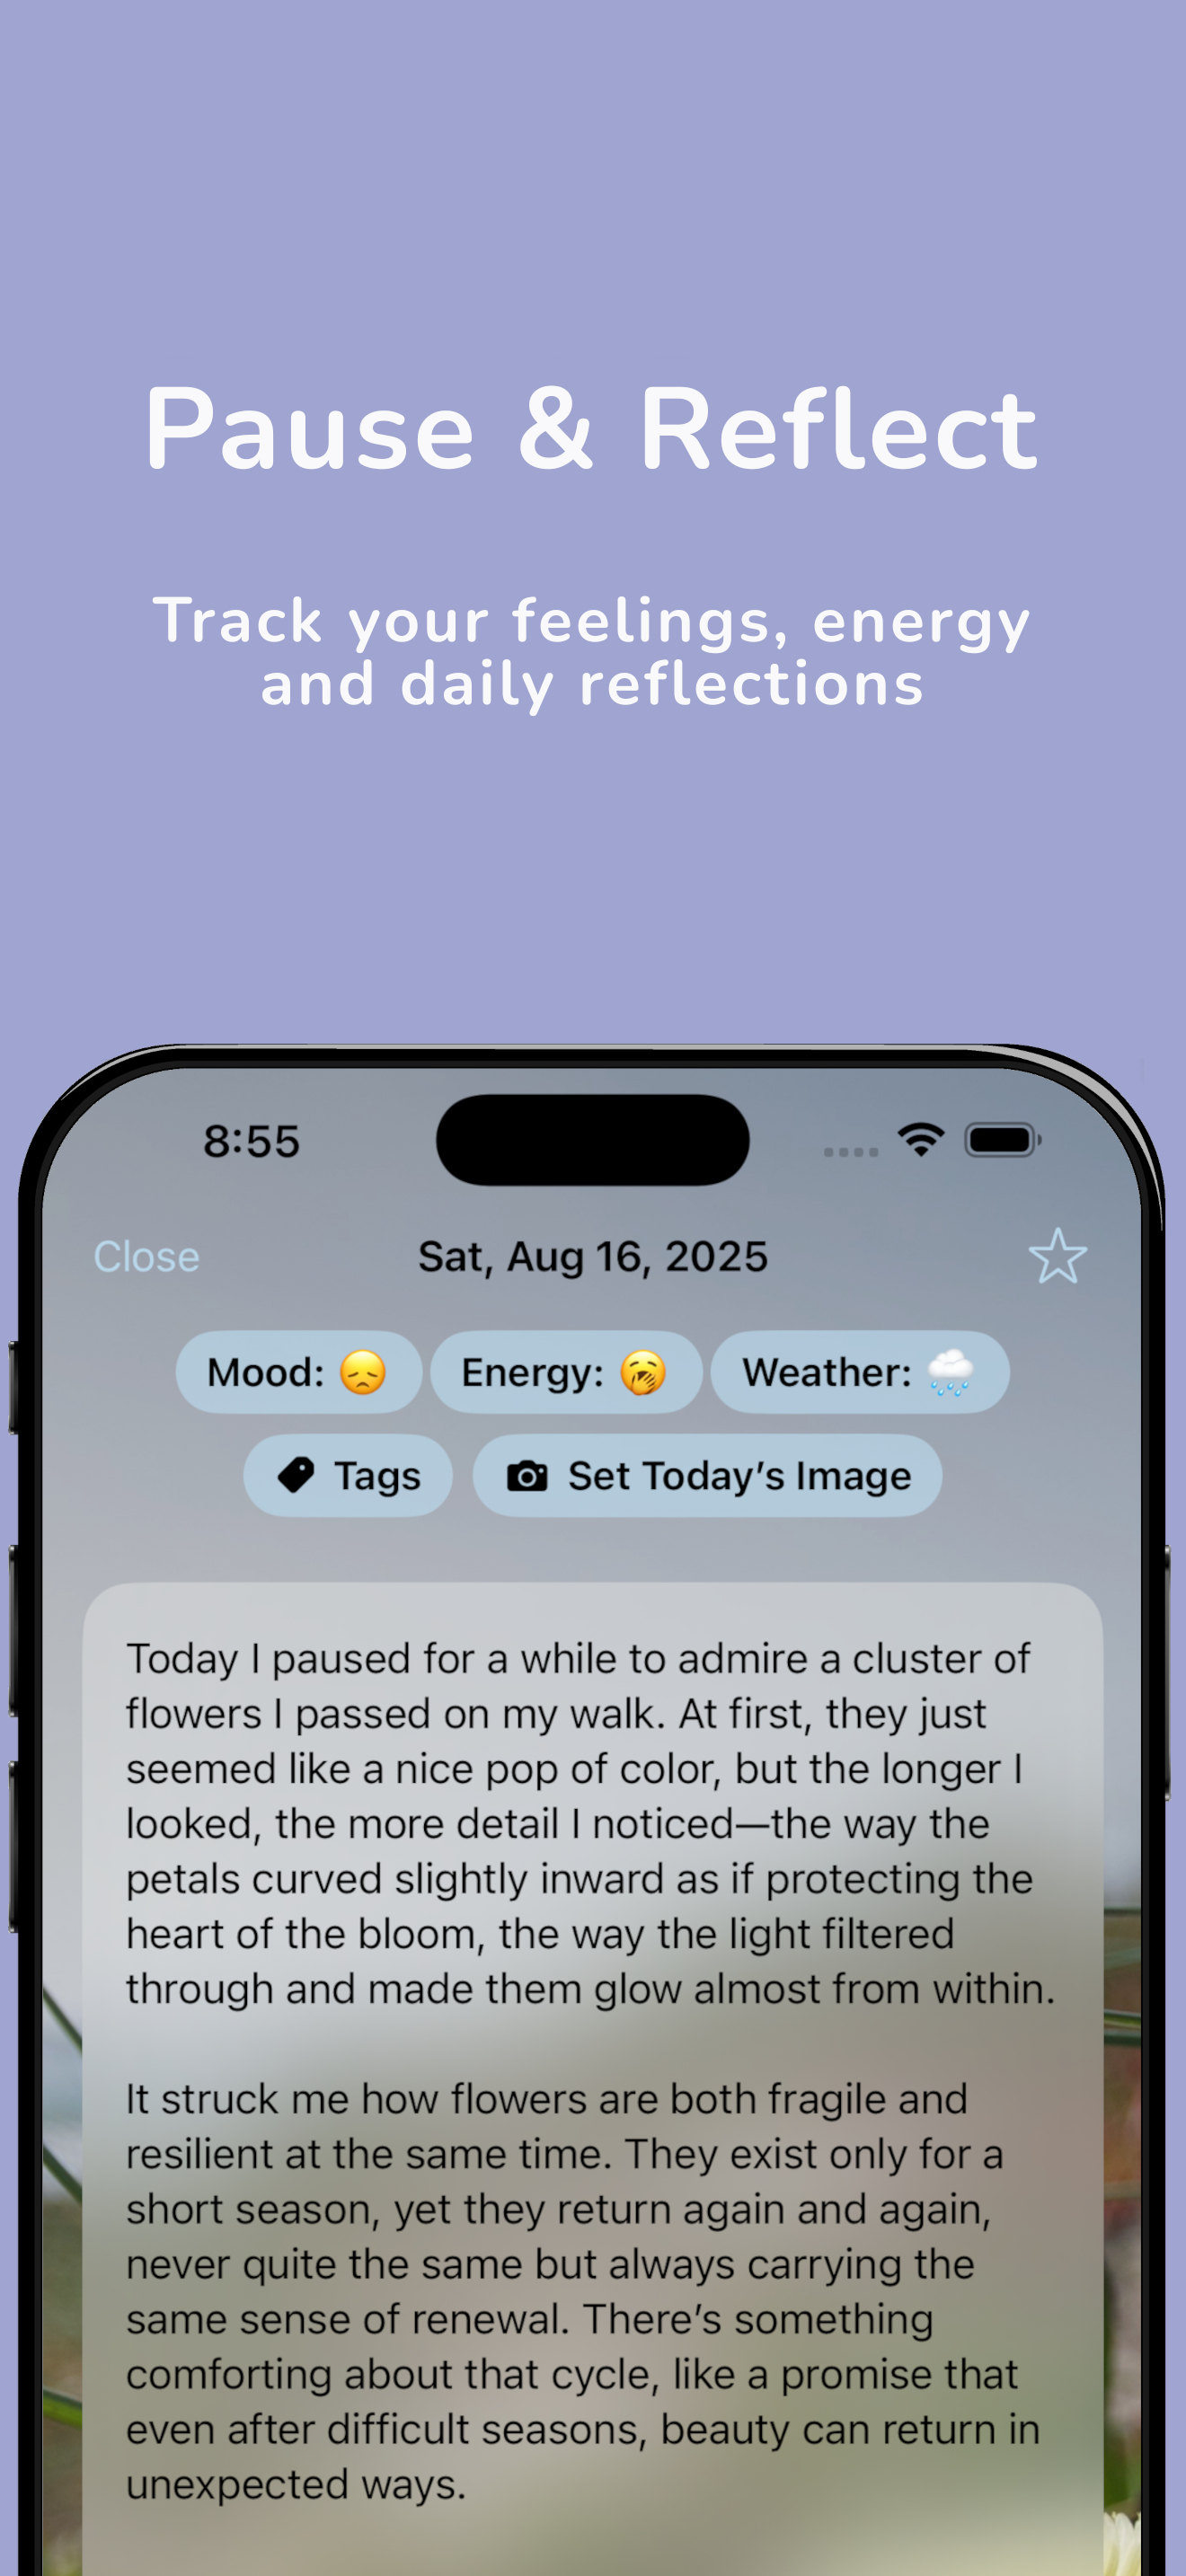 Pause & Reflect
Track your feelings, energy
and daily reflections
8:55
Close
Sat, Aug 16, 2025
Mood: 😞 Energy: 🥱 Weather: 🌧️
Tags
Set Today’s Image
Today I paused for a while to admire a cluster of
flowers I passed on my walk. At first, they just
seemed like a nice pop of color, but the longer I
looked, the more detail I noticed—the way the
petals curved slightly inward as if protecting the
heart of the bloom, the way the light filtered
through and made them glow almost from within.
It struck me how flowers are both fragile and
resilient at the same time. They exist only for a
short season, yet they return again and again,
never quite the same but always carrying the
same sense of renewal. There’s something
comforting about that cycle, like a promise that
even after difficult seasons, beauty can return in
unexpected ways.